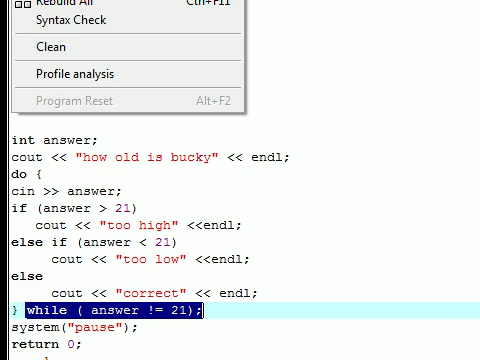 Rebuild All Ctrl+F11
Syntax Check
Clean
Profile analysis
Program Reset Alt+F2
int answer;
cout << "how old is bucky" << endl;
do {
cin >> answer;
if (answer > 21)
cout << "too high" <<endl;
else if (answer < 21)
cout << "too low" <<endl;
else
cout << "correct" << endl;
} while ( answer != 21);
system("pause");
return 0;
}